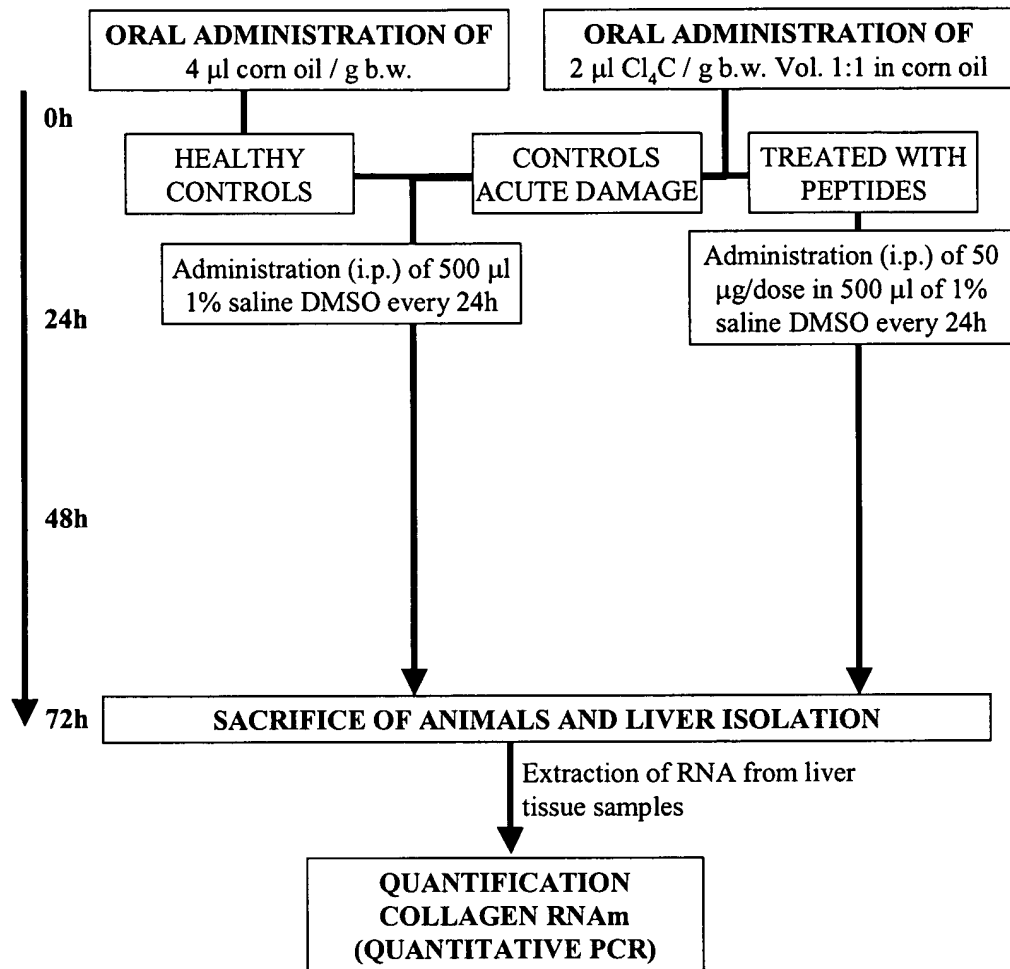 ORAL ADMINISTRATION OF
4 µl corn oil / g b.w.
ORAL ADMINISTRATION OF
2 µl Cl₄C / g b.w. Vol. 1:1 in corn oil
0h
HEALTHY
CONTROLS
CONTROLS
ACUTE DAMAGE
TREATED WITH
PEPTIDES
Administration (i.p.) of 500 µl
1% saline DMSO every 24h
Administration (i.p.) of 50
µg/dose in 500 µl of 1%
saline DMSO every 24h
24h
48h
72h
SACRIFICE OF ANIMALS AND LIVER ISOLATION
Extraction of RNA from liver
tissue samples
QUANTIFICATION
COLLAGEN RNAm
(QUANTITATIVE PCR)